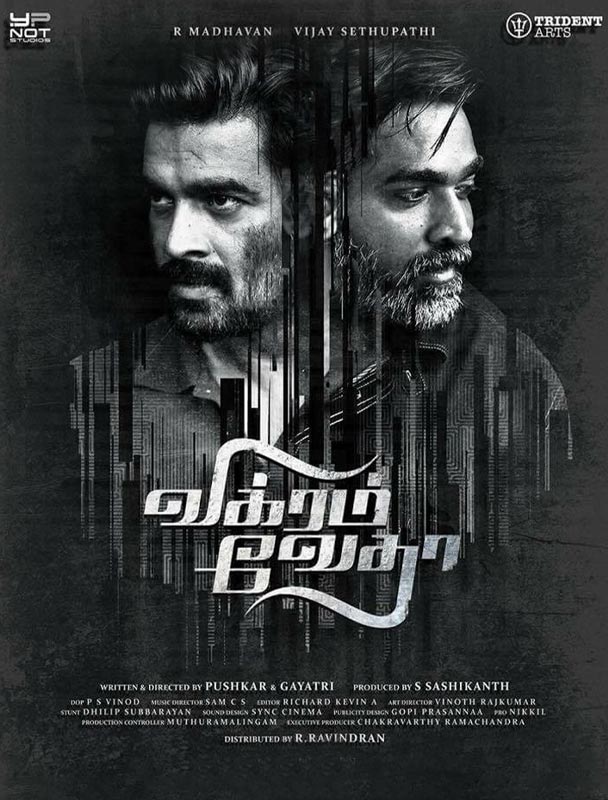 YP
NOT
STUDIOS
R MADHAVAN VIJAY SETHUPATHI
TRIDENT
ARTS
விக்ரம்
வேதா
WRITTEN & DIRECTED BY PUSHKAR & GAYATRI PRODUCED BY S SASHIKANTH
DOP P S VINOD MUSIC DIRECTOR SAM C S EDITOR RICHARD KEVIN A ART DIRECTOR VINOTH RAJKUMAR
STUNT DHILIP SUBBARAYAN SOUND DESIGN SYNC CINEMA PUBLICITY DESIGN GOPI PRASANNAA PRO NIKKIL
PRODUCTION CONTROLLER MUTHURAMALINGAM EXECUTIVE PRODUCER CHAKRAVARTHY RAMACHANDRA
DISTRIBUTED BY R.RAVINDRAN